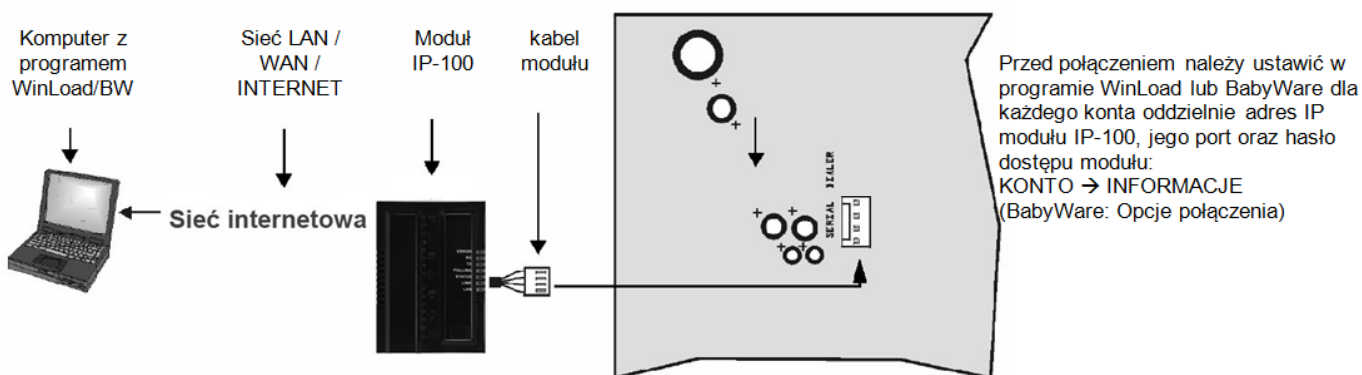 Komputer z
programem
WinLoad/BW
Sieć LAN /
WAN /
INTERNET
Moduł
IP-100
kabel
modułu
Sieć internetowa
SERIAL DIALER
Przed połączeniem należy ustawić w
programie WinLoad lub BabyWare dla
każdego konta oddzielnie adres IP
modułu IP-100, jego port oraz hasło
dostępu modułu:
KONTO → INFORMACJE
(BabyWare: Opcje połączenia)